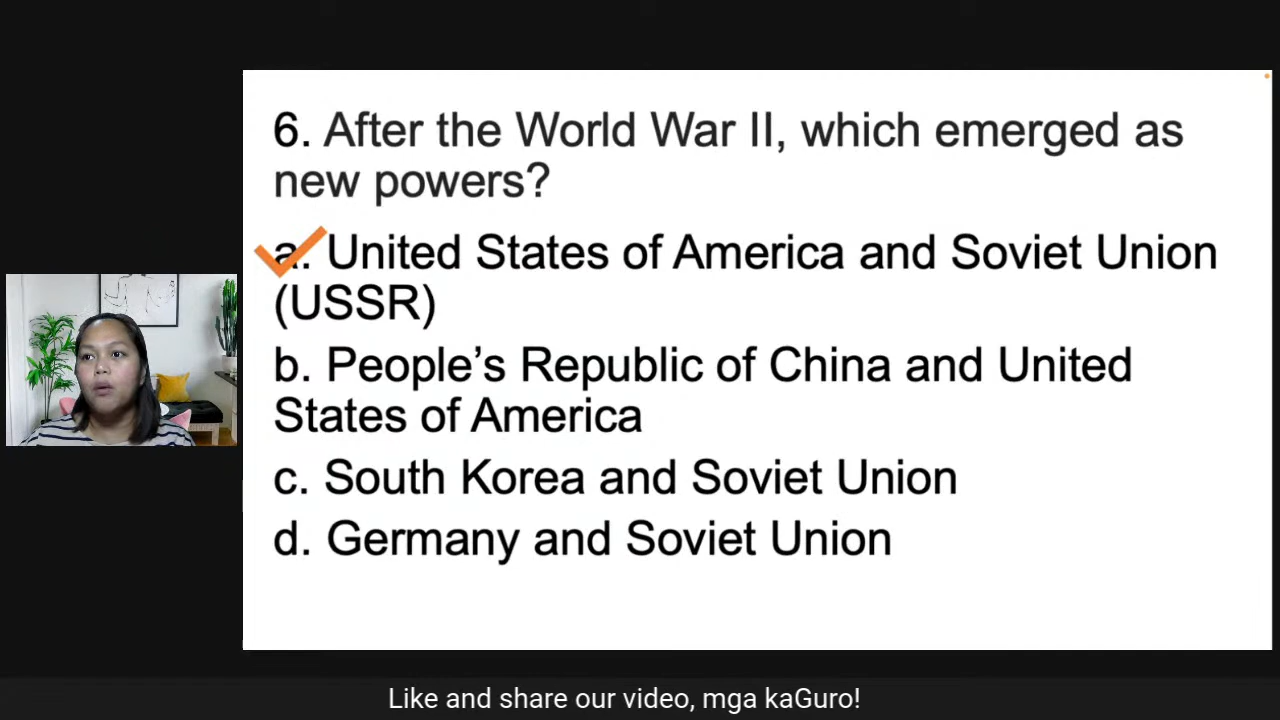 6. After the World War II, which emerged as
new powers?
a. United States of America and Soviet Union
(USSR)
b. People’s Republic of China and United
States of America
c. South Korea and Soviet Union
d. Germany and Soviet Union
Like and share our video, mga kaGuro!